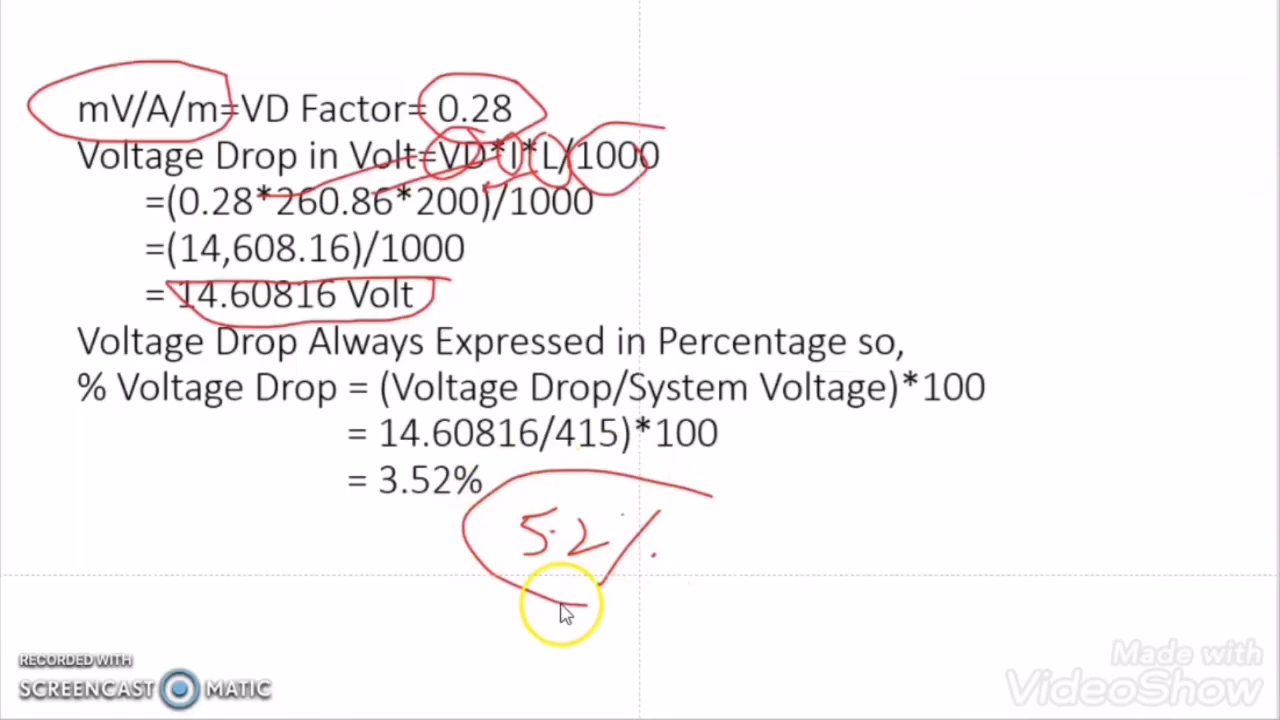 mV/A/m=VD Factor= 0.28
Voltage Drop in Volt=VD*I*L/1000
=(0.28*260.86*200)/1000
=(14,608.16)/1000
= 14.60816 Volt
Voltage Drop Always Expressed in Percentage so,
% Voltage Drop = (Voltage Drop/System Voltage)*100
= 14.60816/415)*100
= 3.52%
5.2%
RECORDED WITH
SCREENCAST MATIC
Made with
VideoShow